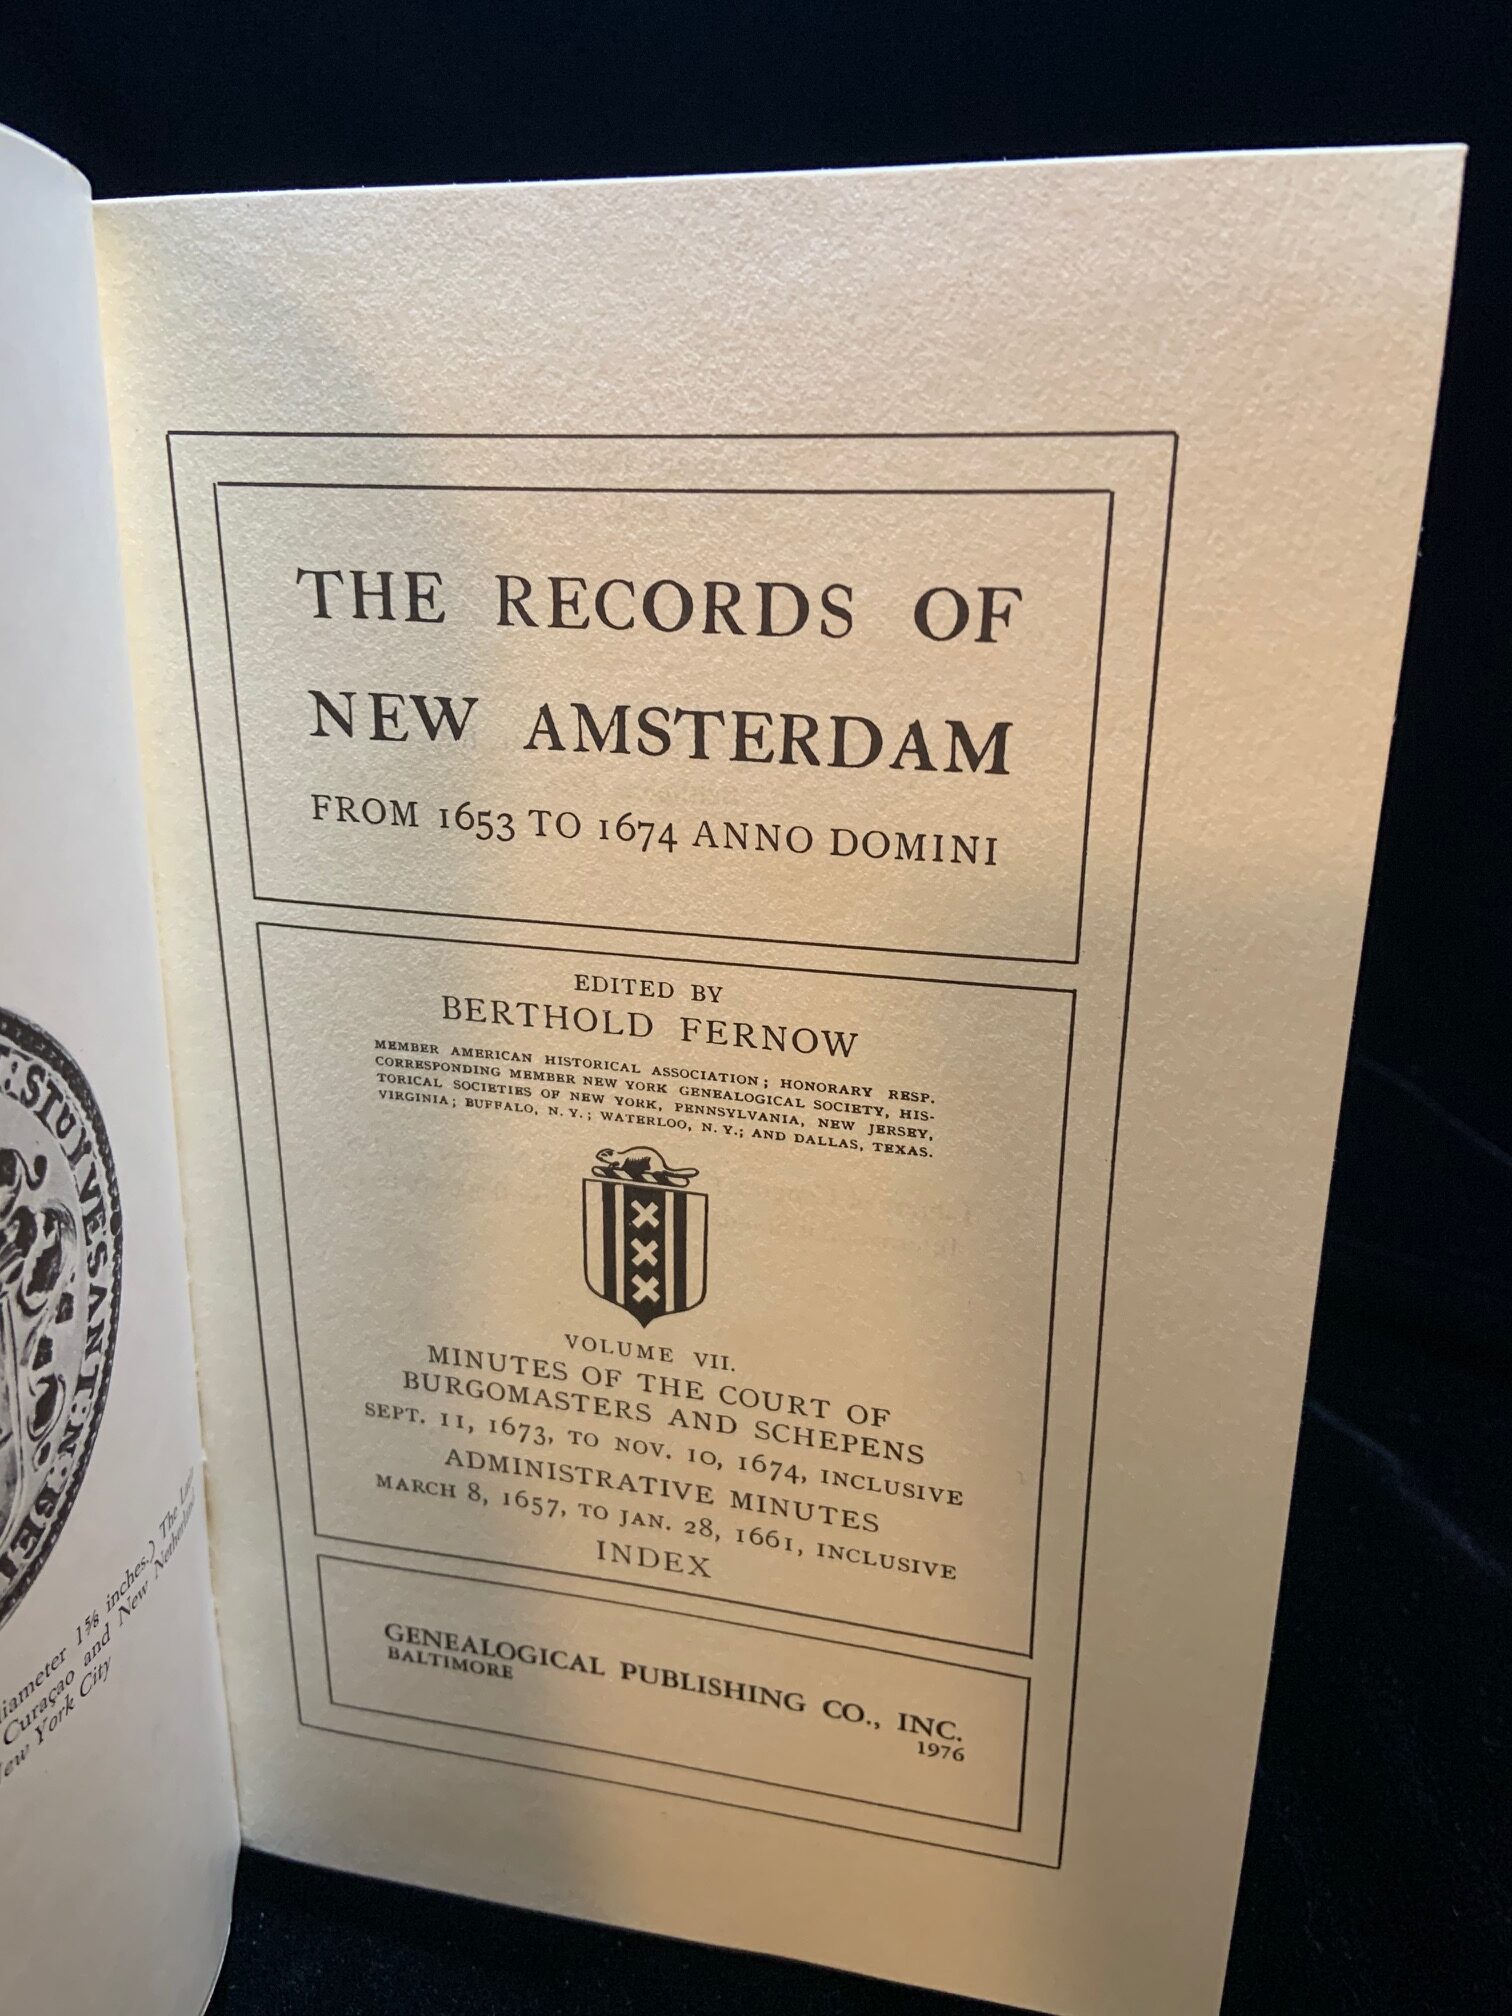 THE RECORDS OF
NEW AMSTERDAM
FROM 1653 TO 1674 ANNO DOMINI
EDITED BY
BERTHOLD FERNOW
MEMBER AMERICAN HISTORICAL ASSOCIATION; HONORARY RESP.
CORRESPONDING MEMBER NEW YORK GENEALOGICAL SOCIETY, HIS-
TORICAL SOCIETIES OF NEW YORK, PENNSYLVANIA, NEW JERSEY,
VIRGINIA; BUFFALO, N. Y.; WATERLOO, N. Y.; AND DALLAS, TEXAS.
VOLUME VII.
MINUTES OF THE COURT OF
BURGOMASTERS AND SCHEPENS
SEPT. 11, 1673, TO NOV. 10, 1674, INCLUSIVE
ADMINISTRATIVE MINUTES
MARCH 8, 1657, TO JAN. 28, 1661, INCLUSIVE
INDEX
GENEALOGICAL PUBLISHING CO., INC.
BALTIMORE 1976
STUYVESANT
1 5/8 inches.) The
Curaçao and New
York City